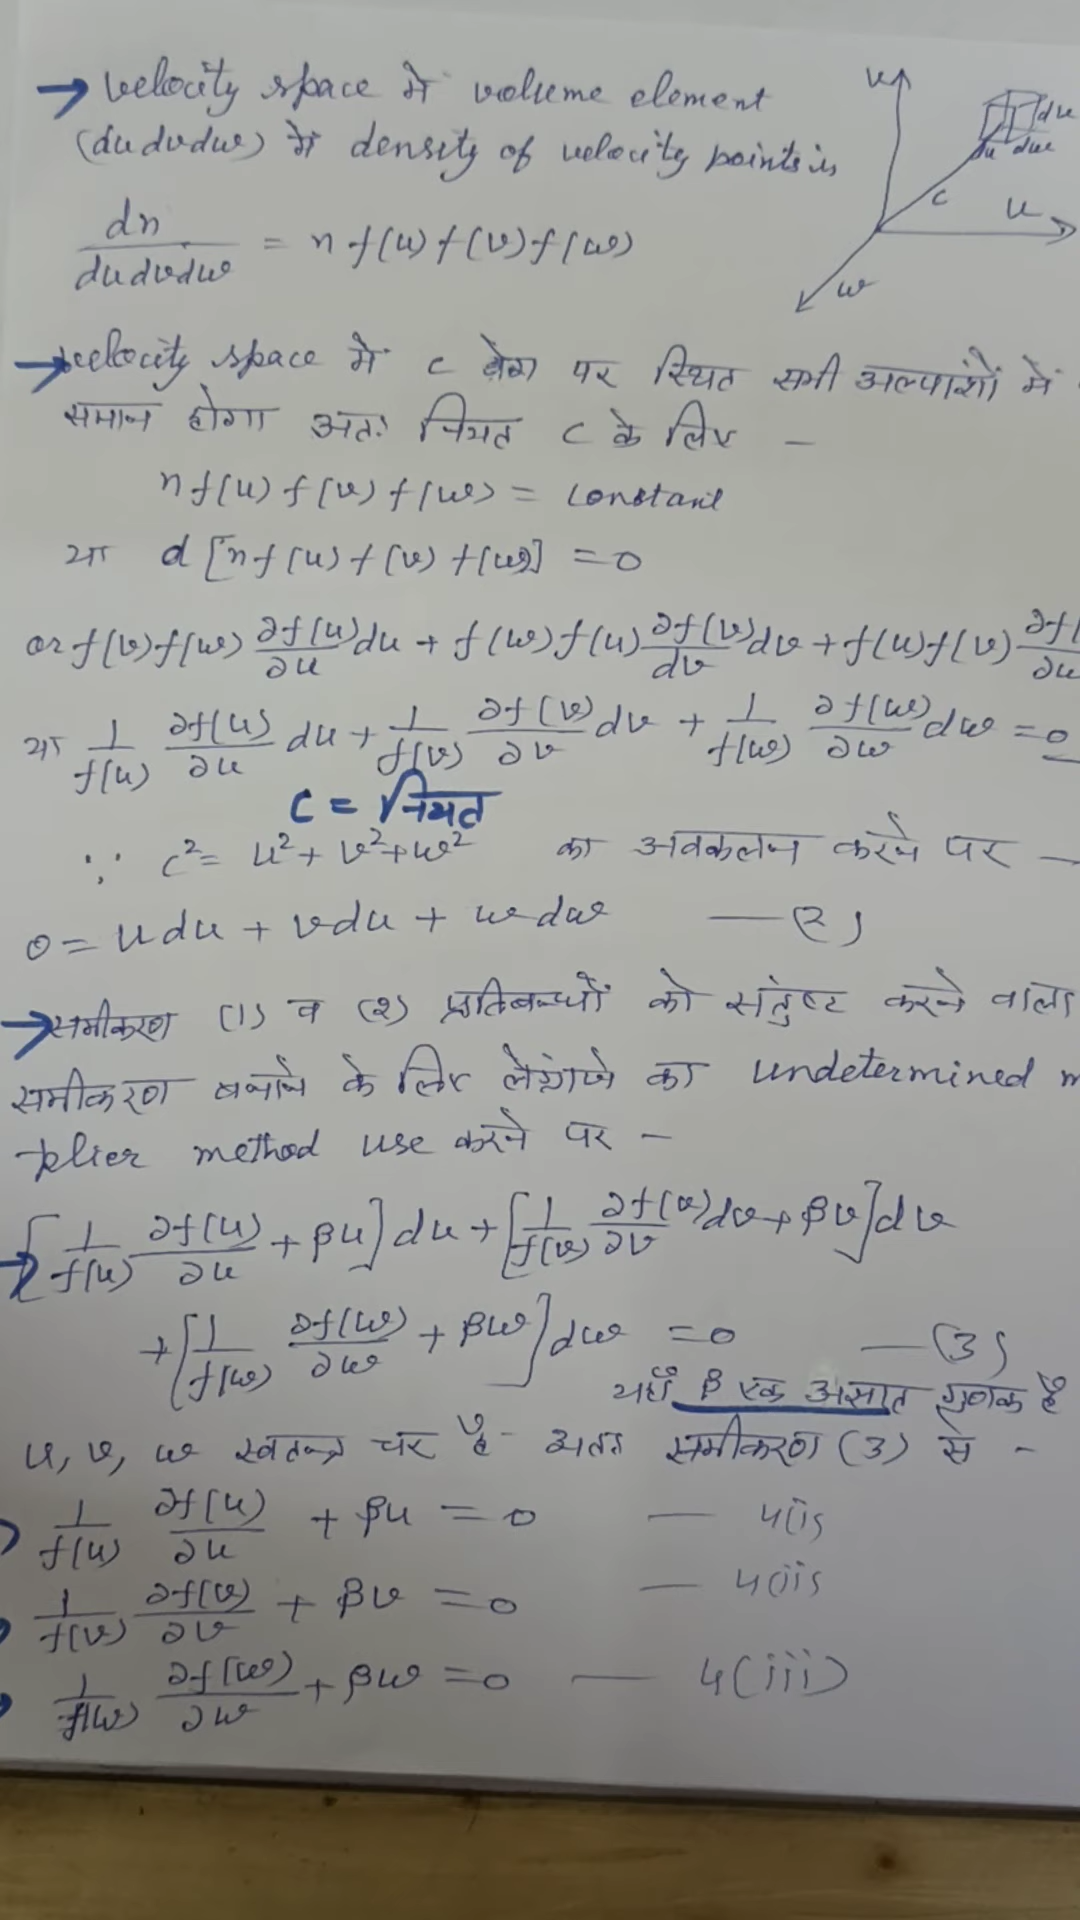 → velocity space में volume element
(du dv dw) में density of velocity points is
dn/du dv dw = n f(u) f(v) f(w)
→ velocity space में c वेग पर स्थित सभी अल्पांशों में
समान होगा अतः नियत c के लिए –
n f(u) f(v) f(w) = constant
या d [n f(u) f(v) f(w)] = 0
or f(v) f(w) ∂f(u)/∂u du + f(w) f(u) ∂f(v)/dv dv + f(u) f(v) ∂f(/∂u
या 1/f(u) ∂f(u)/∂u du + 1/f(v) ∂f(v)/∂v dv + 1/f(w) ∂f(w)/∂w dw = 0
c = नियत
∵ c² = u² + v² + w² का अवकलन करने पर —
0 = u du + v du + w dw — (2)
→ समीकरण (1) व (2) प्रतिबन्धों को संतुष्ट करने वाला
समीकरण बनाने के लिए लैग्रांजे का undetermined m
plier method use करने पर –
[1/f(u) ∂f(u)/∂u + βu] du + [1/f(v) ∂f(v)/∂v dv + βv] dv
+ [1/f(w) ∂f(w)/∂w + βw] dw = 0 — (3)
यहाँ β एक अज्ञात गुणक है
u, v, w स्वतन्त्र चर है अतः समीकरण (3) से –
1/f(u) ∂f(u)/∂u + βu = 0 — 4(i)
1/f(v) ∂f(v)/∂v + βv = 0 — 4(ii)
1/f(w) ∂f(w)/∂w + βw = 0 — 4(iii)
u
du
du dw
c
u
w